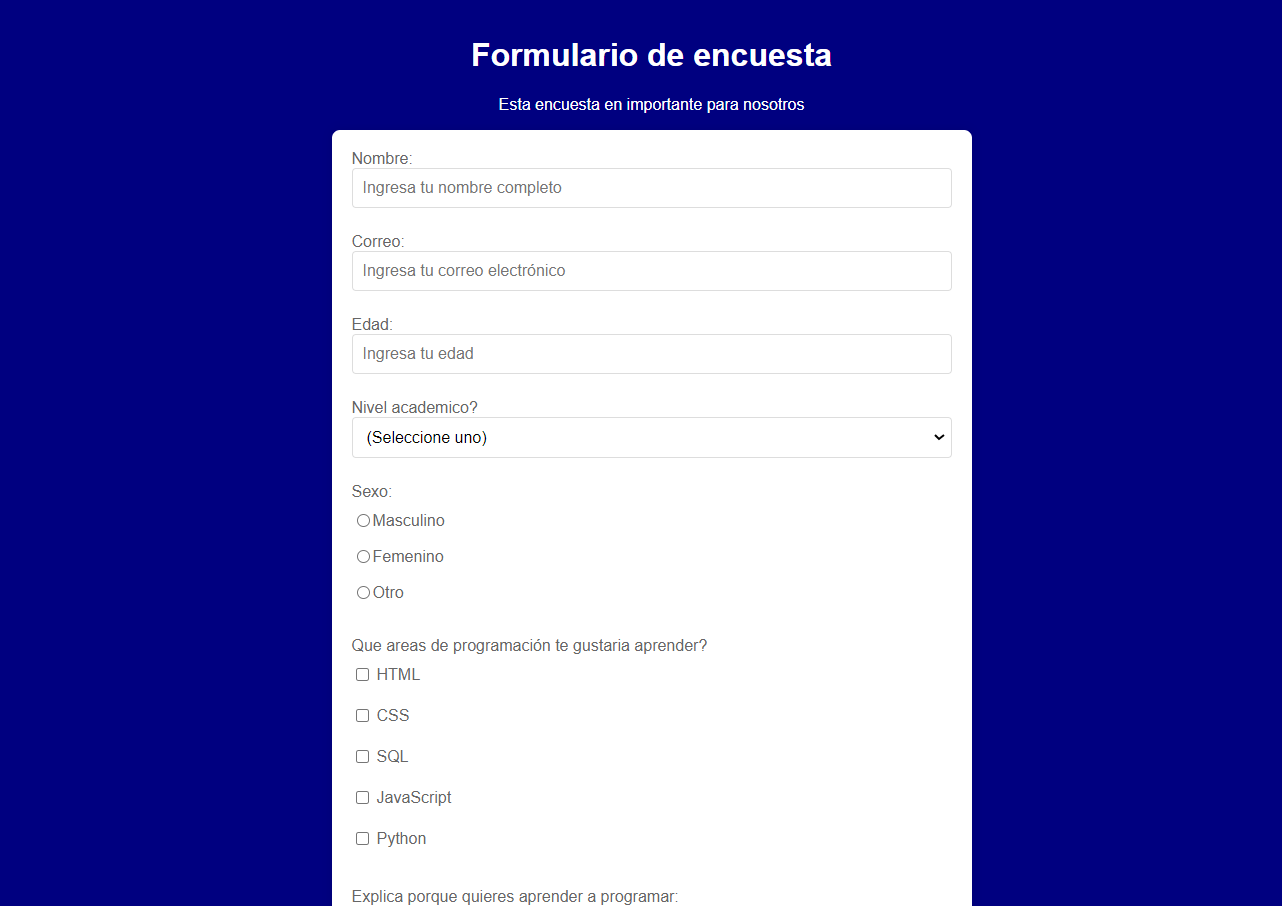 Formulario de encuesta
Esta encuesta en importante para nosotros
Nombre:
Ingresa tu nombre completo
Correo:
Ingresa tu correo electrónico
Edad:
Ingresa tu edad
Nivel academico?
(Seleccione uno)
Sexo:
Masculino
Femenino
Otro
Que areas de programación te gustaria aprender?
HTML
CSS
SQL
JavaScript
Python
Explica porque quieres aprender a programar: